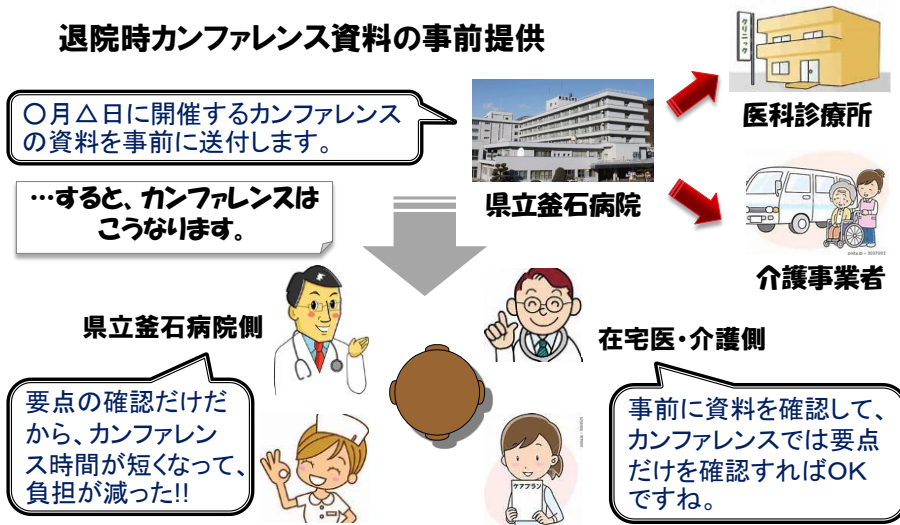 退院時カンファレンス資料の事前提供
クリニック
〇月△日に開催するカンファレンス
の資料を事前に送付します。
医科診療所
…すると、カンファレンスは
こうなります。
県立釜石病院
介護事業者
県立釜石病院側
在宅医・介護側
要点の確認だけだ
から、カンファレン
ス時間が短くなって、
負担が減った!!
ケアプラン
事前に資料を確認して、
カンファレンスでは要点
だけを確認すればOK
ですね。